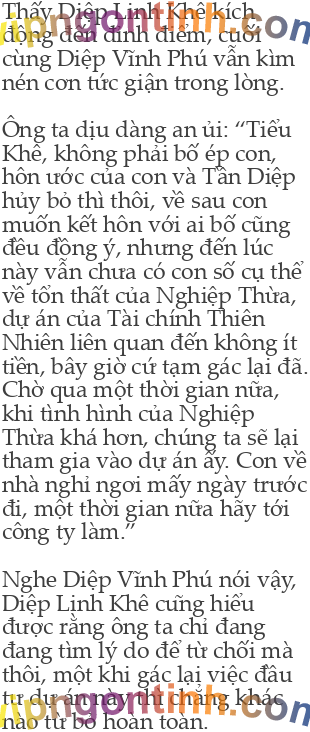 Thấy Diệp Linh Khê kích
động đến đỉnh điểm, cuối
cùng Diệp Vĩnh Phú vẫn kìm
nén cơn tức giận trong lòng.
Ông ta dịu dàng an ủi: “Tiểu
Khê, không phải bố ép con,
hôn ước của con và Tần Diệp
hủy bỏ thì thôi, về sau con
muốn kết hôn với ai bố cũng
đều đồng ý, nhưng đến lúc
này vẫn chưa có con số cụ thể
về tổn thất của Nghiệp Thừa,
dự án của Tài chính Thiên
Nhiên liên quan đến không ít
tiền, bây giờ cứ tạm gác lại đã.
Chờ qua một thời gian nữa,
khi tình hình của Nghiệp
Thừa khá hơn, chúng ta sẽ lại
tham gia vào dự án ấy. Con về
nhà nghỉ ngơi mấy ngày trước
đi, một thời gian nữa hãy tới
công ty làm.”
Nghe Diệp Vĩnh Phú nói vậy,
Diệp Linh Khê cũng hiểu
được rằng ông ta chỉ đang
đang tìm lý do để từ chối mà
thôi, một khi gác lại việc đầu
tư dự án này thì chẳng khác
nào từ bỏ hoàn toàn.
vipngontinh.com
vipngontinh.com